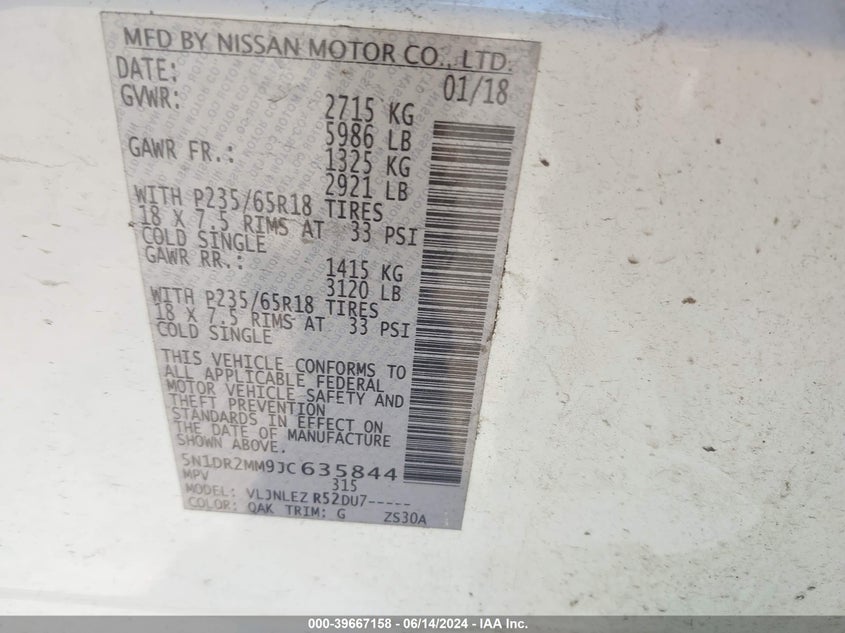 MFD BY NISSAN MOTOR CO., LTD.
DATE: 01/18
GVWR: 2715 KG
5986 LB
GAWR FR.: 1325 KG
2921 LB
WITH P235/65R18 TIRES
18 X 7.5 RIMS AT 33 PSI
COLD SINGLE
GAWR RR.: 1415 KG
3120 LB
WITH P235/65R18 TIRES
18 X 7.5 RIMS AT 33 PSI
COLD SINGLE
THIS VEHICLE CONFORMS TO
ALL APPLICABLE FEDERAL
MOTOR VEHICLE SAFETY AND
THEFT PREVENTION
STANDARDS IN EFFECT ON
THE DATE OF MANUFACTURE
SHOWN ABOVE.
5N1DR2MM9JC635844
MPV 315
MODEL: VLJNLEZ R52DU7-----
COLOR: QAK TRIM: G ZS30A
000-39667158 - 06/14/2024 - IAA Inc.